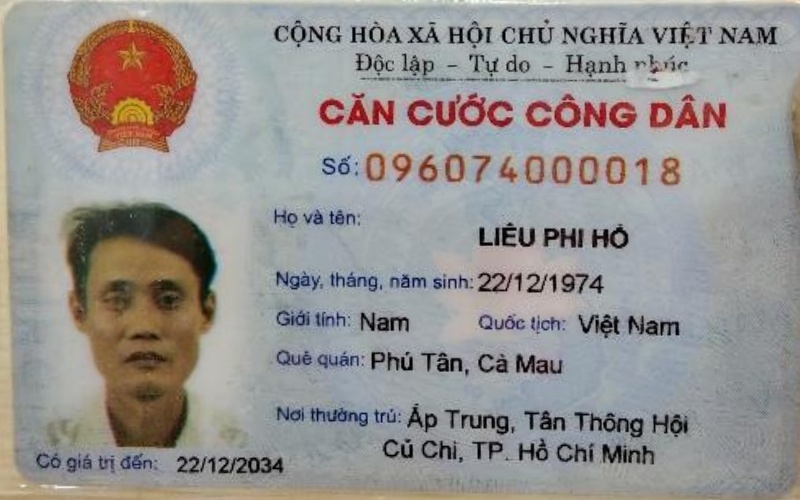 CỘNG HÒA XÃ HỘI CHỦ NGHĨA VIỆT NAM
Độc lập - Tự do - Hạnh phúc
CĂN CƯỚC CÔNG DÂN
Số: 096074000018
Họ và tên:
LIÊU PHI HỔ
Ngày, tháng, năm sinh: 22/12/1974
Giới tính: Nam Quốc tịch: Việt Nam
Quê quán: Phú Tân, Cà Mau
Nơi thường trú: Ấp Trung, Tân Thông Hội
Củ Chi, TP. Hồ Chí Minh
Có giá trị đến: 22/12/2034